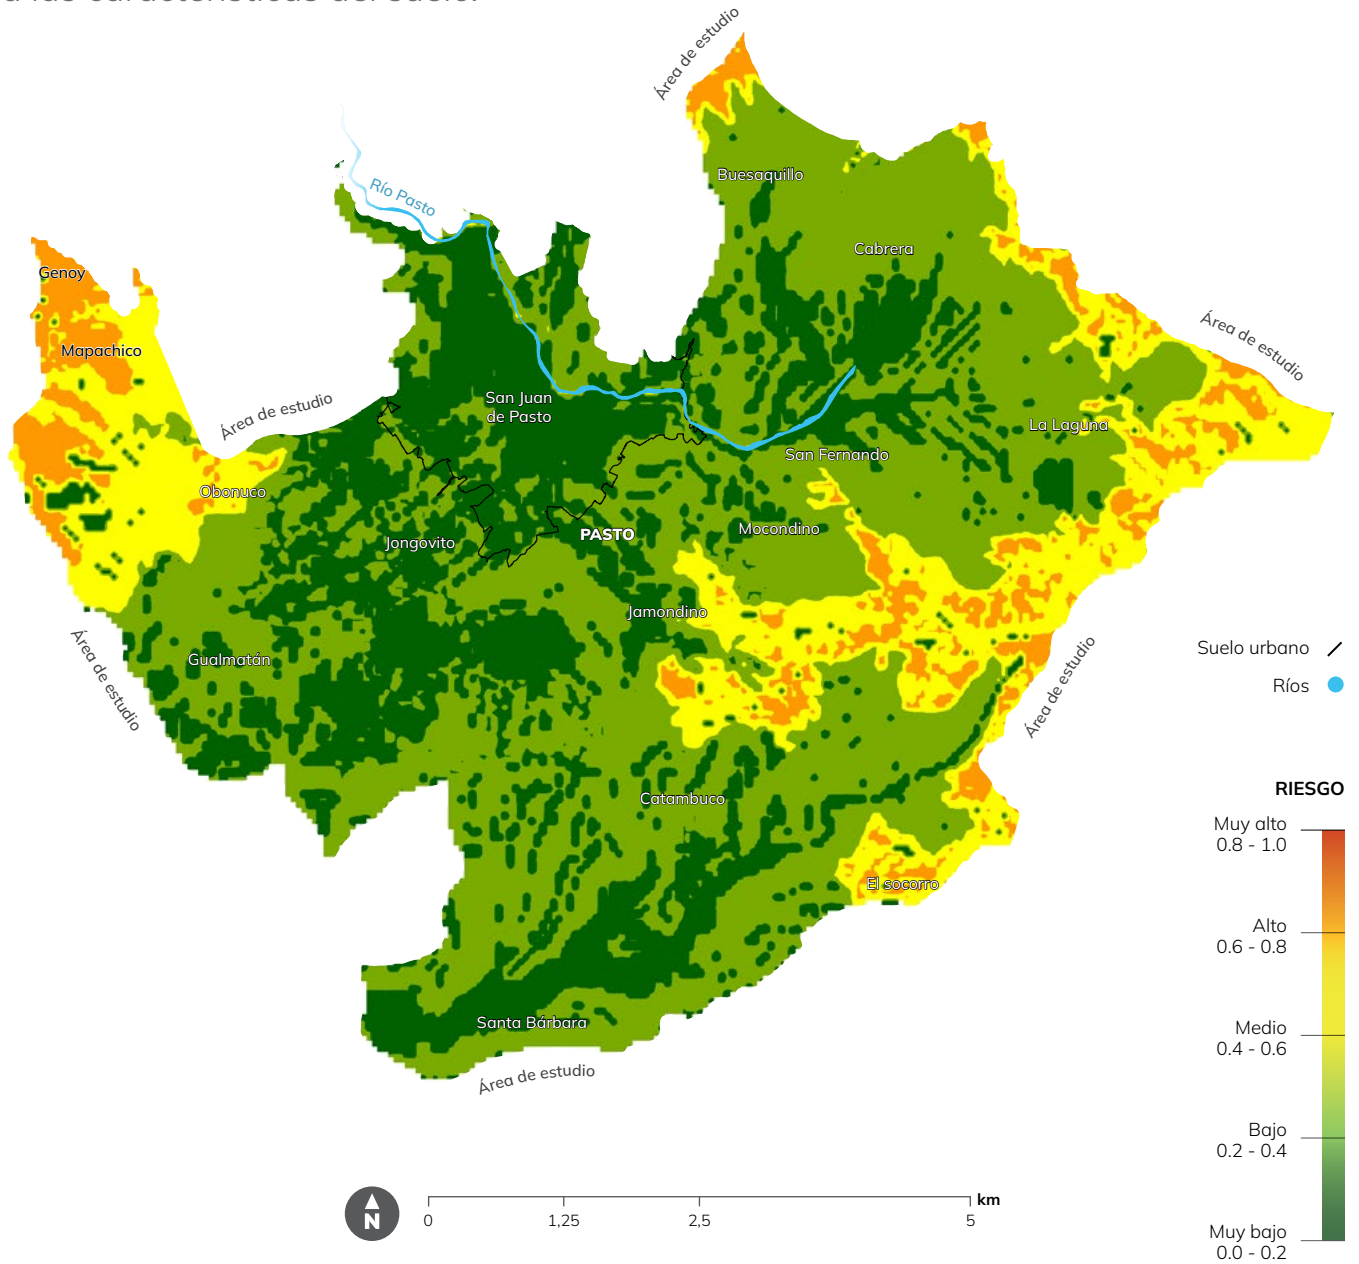 a las características del suelo.
Área de estudio
Río Pasto
Buesaquillo
Cabrera
Genoy
Mapachico
Área de estudio
Área de estudio
San Juan
de Pasto
La Laguna
San Fernando
Obonuco
Jongovito
PASTO
Mocondino
Jamondino
Gualmatán
Área de estudio
Área de estudio
Catambuco
El socorro
Santa Bárbara
Área de estudio
Suelo urbano
Ríos
RIESGO
Muy alto
0.8 - 1.0
Alto
0.6 - 0.8
Medio
0.4 - 0.6
Bajo
0.2 - 0.4
Muy bajo
0.0 - 0.2
N
km
0 1,25 2,5 5